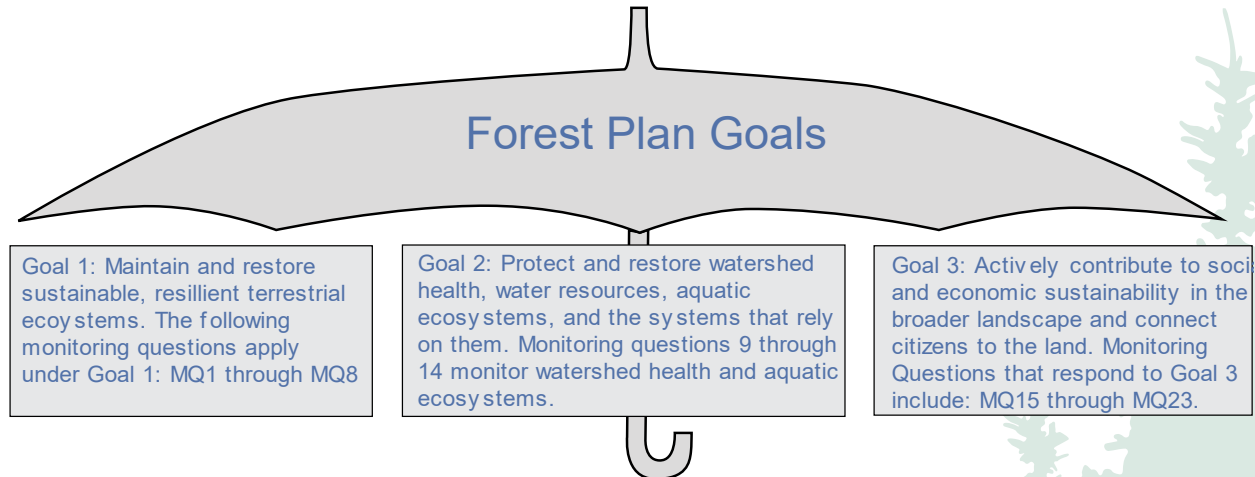 Forest Plan Goals
Goal 1: Maintain and restore
sustainable, resillient terrestrial
ecoystems. The following
monitoring questions apply
under Goal 1: MQ1 through MQ8
Goal 2: Protect and restore watershed
health, water resources, aquatic
ecosystems, and the systems that rely
on them. Monitoring questions 9 through
14 monitor watershed health and aquatic
ecosystems.
Goal 3: Actively contribute to soci
and economic sustainability in the
broader landscape and connect
citizens to the land. Monitoring
Questions that respond to Goal 3
include: MQ15 through MQ23.